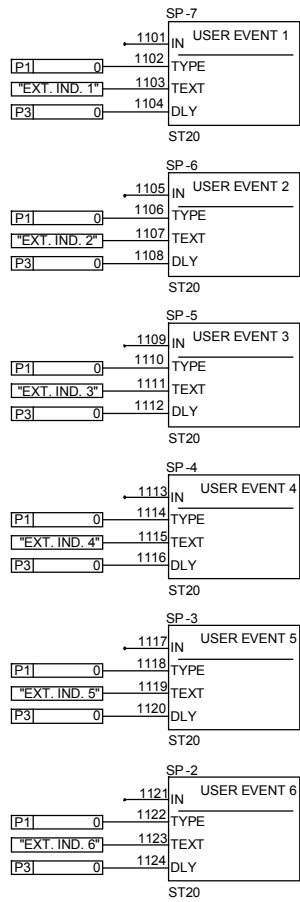 SP-7
1101 IN USER EVENT 1
P1 0 1102 TYPE
"EXT. IND. 1" 1103 TEXT
P3 0 1104 DLY
ST20
SP-6
1105 IN USER EVENT 2
P1 0 1106 TYPE
"EXT. IND. 2" 1107 TEXT
P3 0 1108 DLY
ST20
SP-5
1109 IN USER EVENT 3
P1 0 1110 TYPE
"EXT. IND. 3" 1111 TEXT
P3 0 1112 DLY
ST20
SP-4
1113 IN USER EVENT 4
P1 0 1114 TYPE
"EXT. IND. 4" 1115 TEXT
P3 0 1116 DLY
ST20
SP-3
1117 IN USER EVENT 5
P1 0 1118 TYPE
"EXT. IND. 5" 1119 TEXT
P3 0 1120 DLY
ST20
SP-2
1121 IN USER EVENT 6
P1 0 1122 TYPE
"EXT. IND. 6" 1123 TEXT
P3 0 1124 DLY
ST20